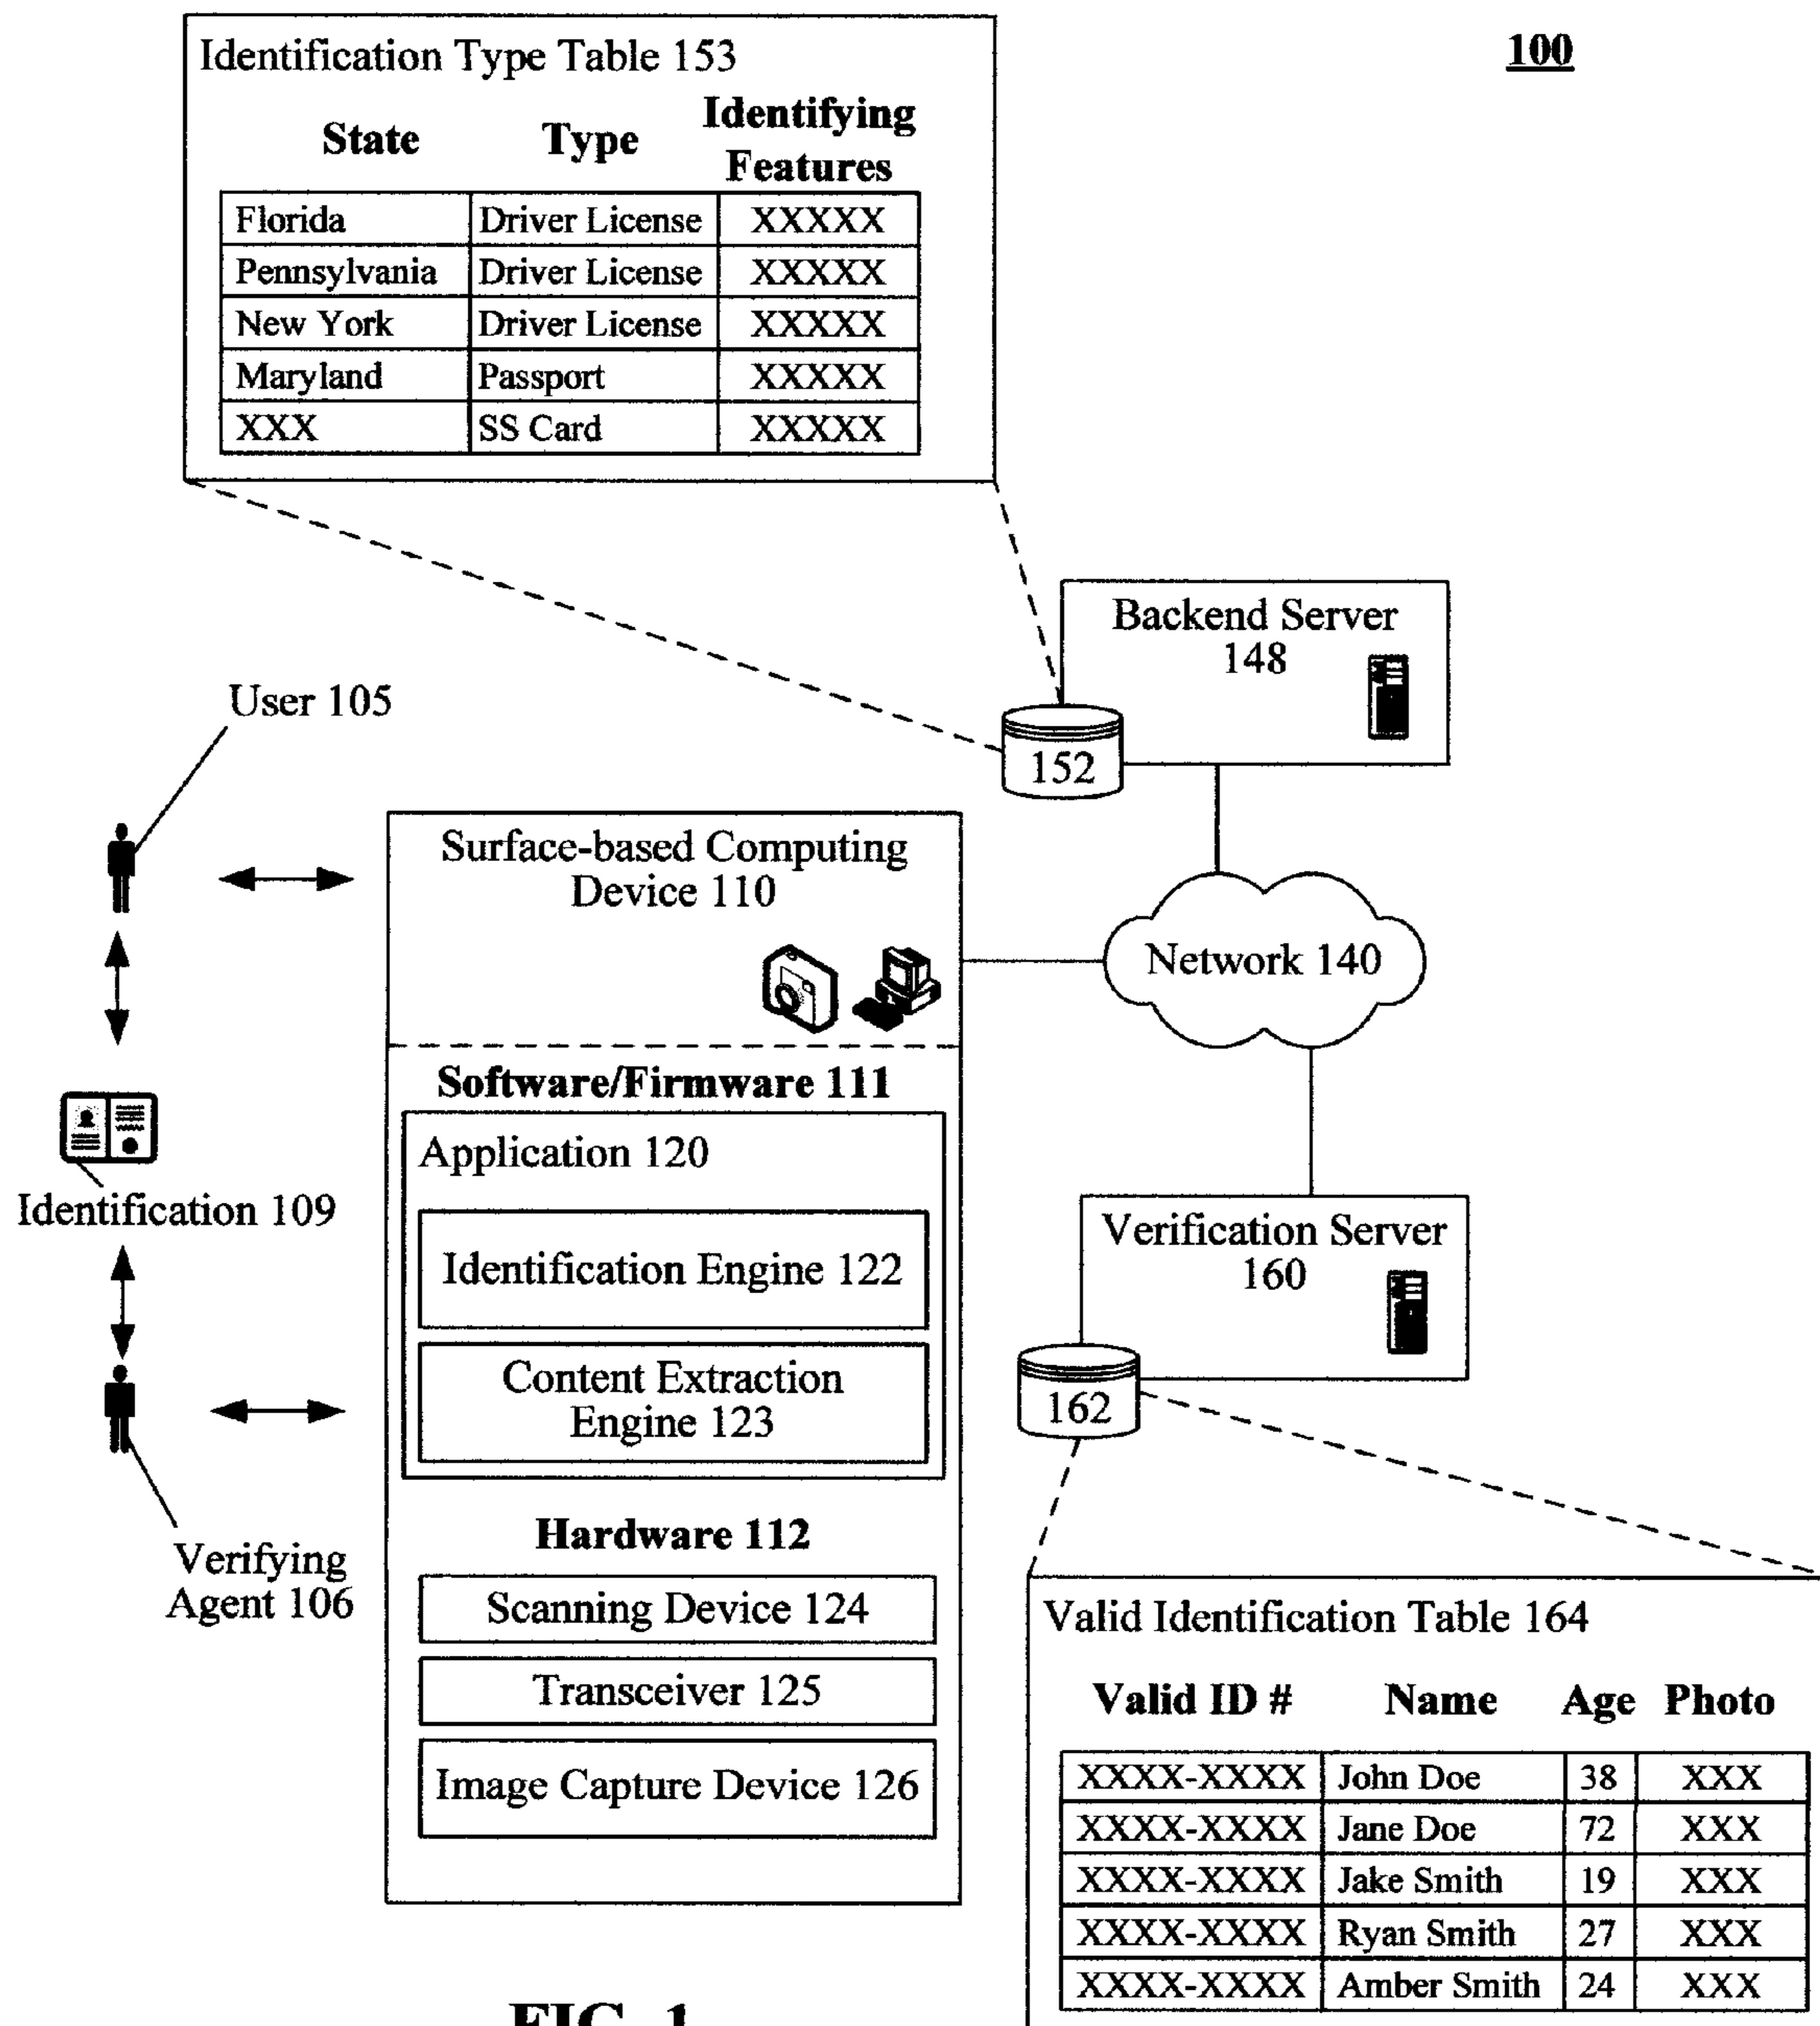 100
Identification Type Table 153
State Type Identifying Features
Florida Driver License XXXXX
Pennsylvania Driver License XXXXX
New York Driver License XXXXX
Maryland Passport XXXXX
XXX SS Card XXXXX
Backend Server
148
152
User 105
Surface-based Computing
Device 110
Network 140
Software/Firmware 111
Application 120
Identification Engine 122
Content Extraction
Engine 123
Identification 109
Verification Server
160
162
Hardware 112
Scanning Device 124
Transceiver 125
Image Capture Device 126
Verifying
Agent 106
Valid Identification Table 164
Valid ID # Name Age Photo
XXXX-XXXX John Doe 38 XXX
XXXX-XXXX Jane Doe 72 XXX
XXXX-XXXX Jake Smith 19 XXX
XXXX-XXXX Ryan Smith 27 XXX
XXXX-XXXX Amber Smith 24 XXX
FIG. 1